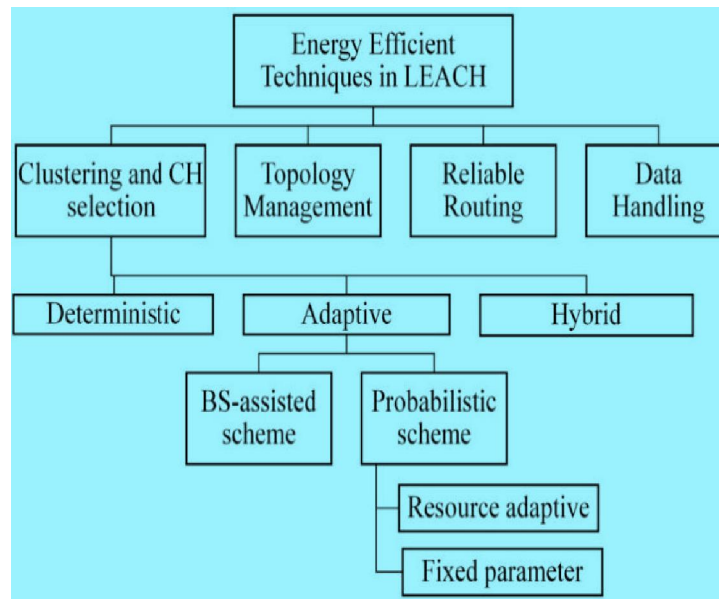 Energy Efficient
Techniques in LEACH
Clustering and CH
selection
Topology
Management
Reliable
Routing
Data
Handling
Deterministic
Adaptive
Hybrid
BS-assisted
scheme
Probabilistic
scheme
Resource adaptive
Fixed parameter